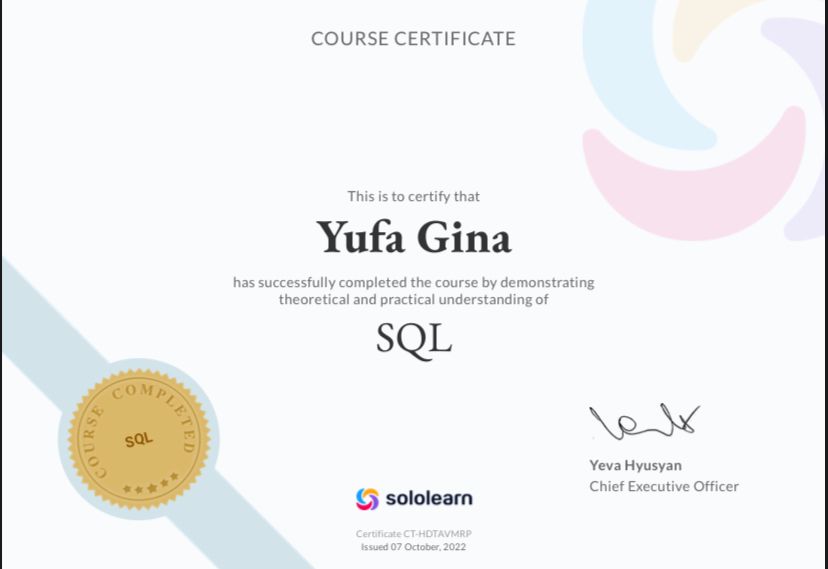 COURSE CERTIFICATE
This is to certify that
Yufa Gina
has successfully completed the course by demonstrating
theoretical and practical understanding of
SQL
COURSE COMPLETED
SQL
Yeva Hyusyan
Chief Executive Officer
sololearn
Certificate CT-HDTAVMRP
Issued 07 October, 2022